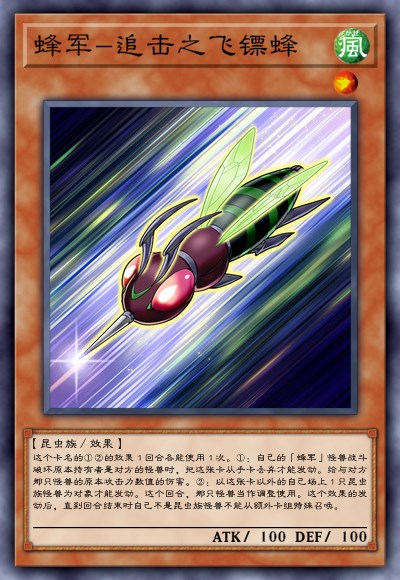 蜂军-追击之飞镖蜂
風
【昆虫族／效果】
这个卡名的①②的效果1回合各能使用1次。①：自己的「蜂军」怪兽战斗
破坏原本持有者是对方的怪兽时，把这张卡从手卡丢弃才能发动。给与对方
那只怪兽的原本攻击力数值的伤害。②：以这张卡以外的自己场上1只昆虫
族怪兽为对象才能发动。这个回合，那只怪兽当作调整使用。这个效果的发
动后，直到回合结束时自己不是昆虫族怪兽不能从额外卡组特殊召唤。
ATK/ 100 DEF/ 100